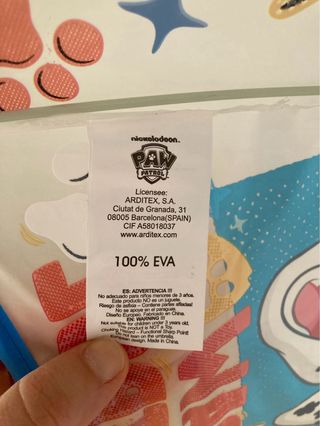 nickelodeon
PAW
PATROL
Licensee:
ARDITEX, S.A.
Ciutat de Granada, 31
08005 Barcelona(SPAIN)
CIF A58018037
www.arditex.com
100% EVA
ES: ADVERTENCIA !!!
No adecuado para niños menores de 3 años.
Este producto NO es un juguete.
Riesgo de asfixia - Contiene partes afiladas
No se apoye en el paraguas.
Diseño Europeo. Fabricado en China.
EN: WARNING !!!
Not suitable for children under 3 years old.
This product is NOT a Toy.
Choking Hazard - Functional Sharp Point
Do not lean on the umbrella.
European design. Made in China.